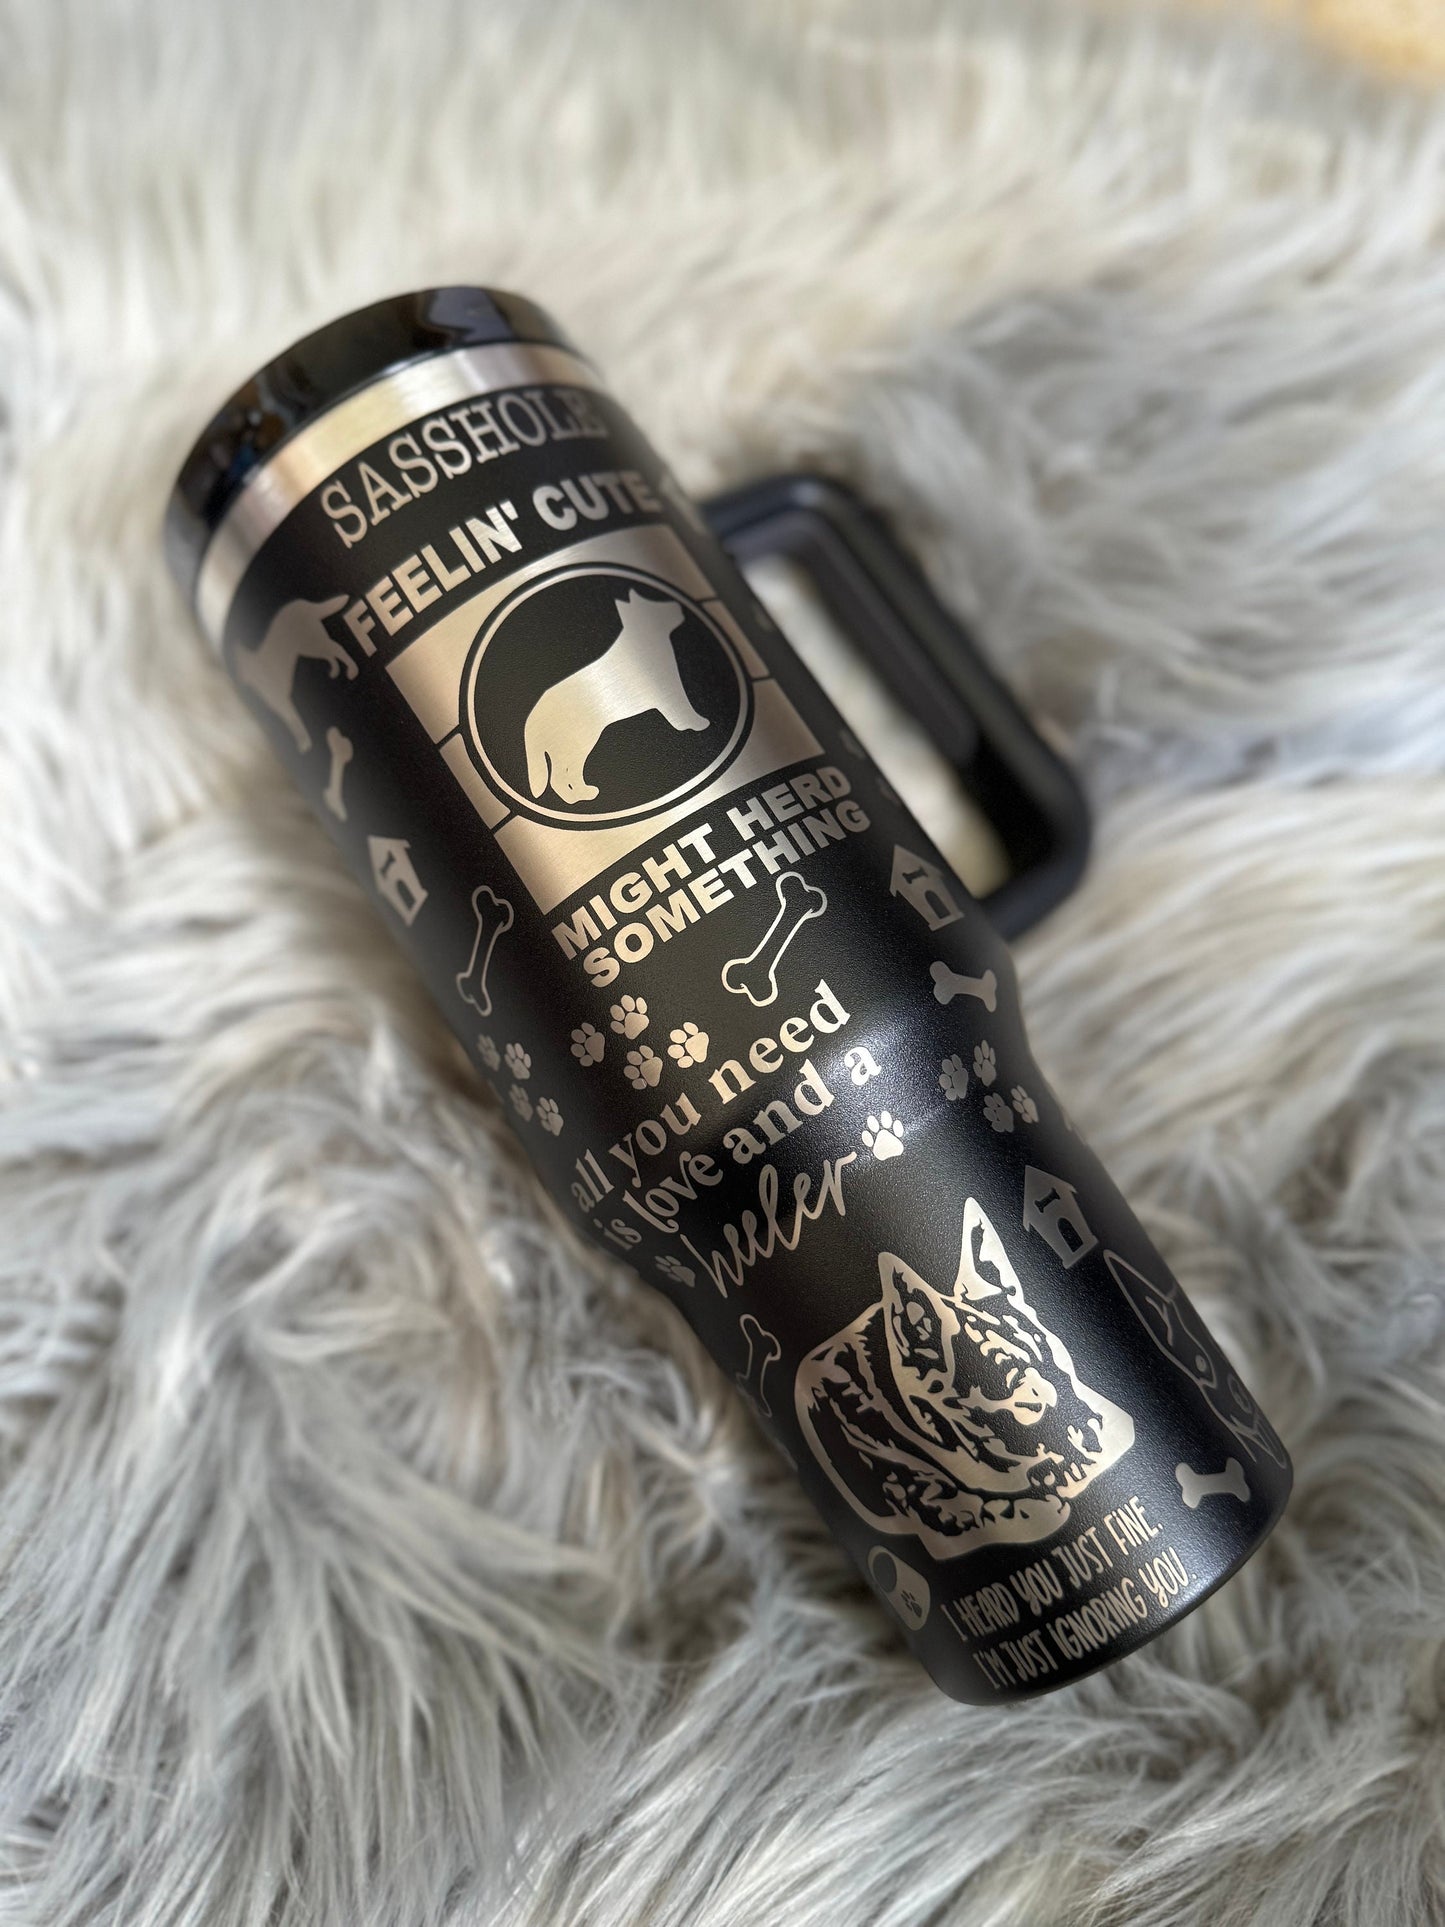 SASSHOLE
FEELIN' CUTE
MIGHT HERD
SOMETHING
all you need
is love and a
heeler
I HEARD YOU JUST FINE.
I'M JUST IGNORING YOU.